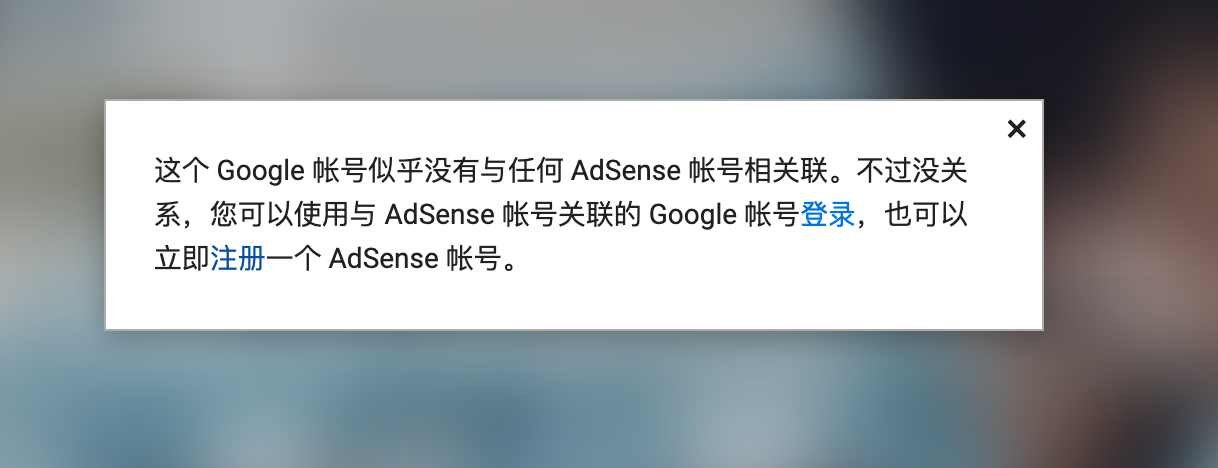 这个 Google 帐号似乎没有与任何 AdSense 帐号相关联。不过没关
系，您可以使用与 AdSense 帐号关联的 Google 帐号登录，也可以
立即注册一个 AdSense 帐号。